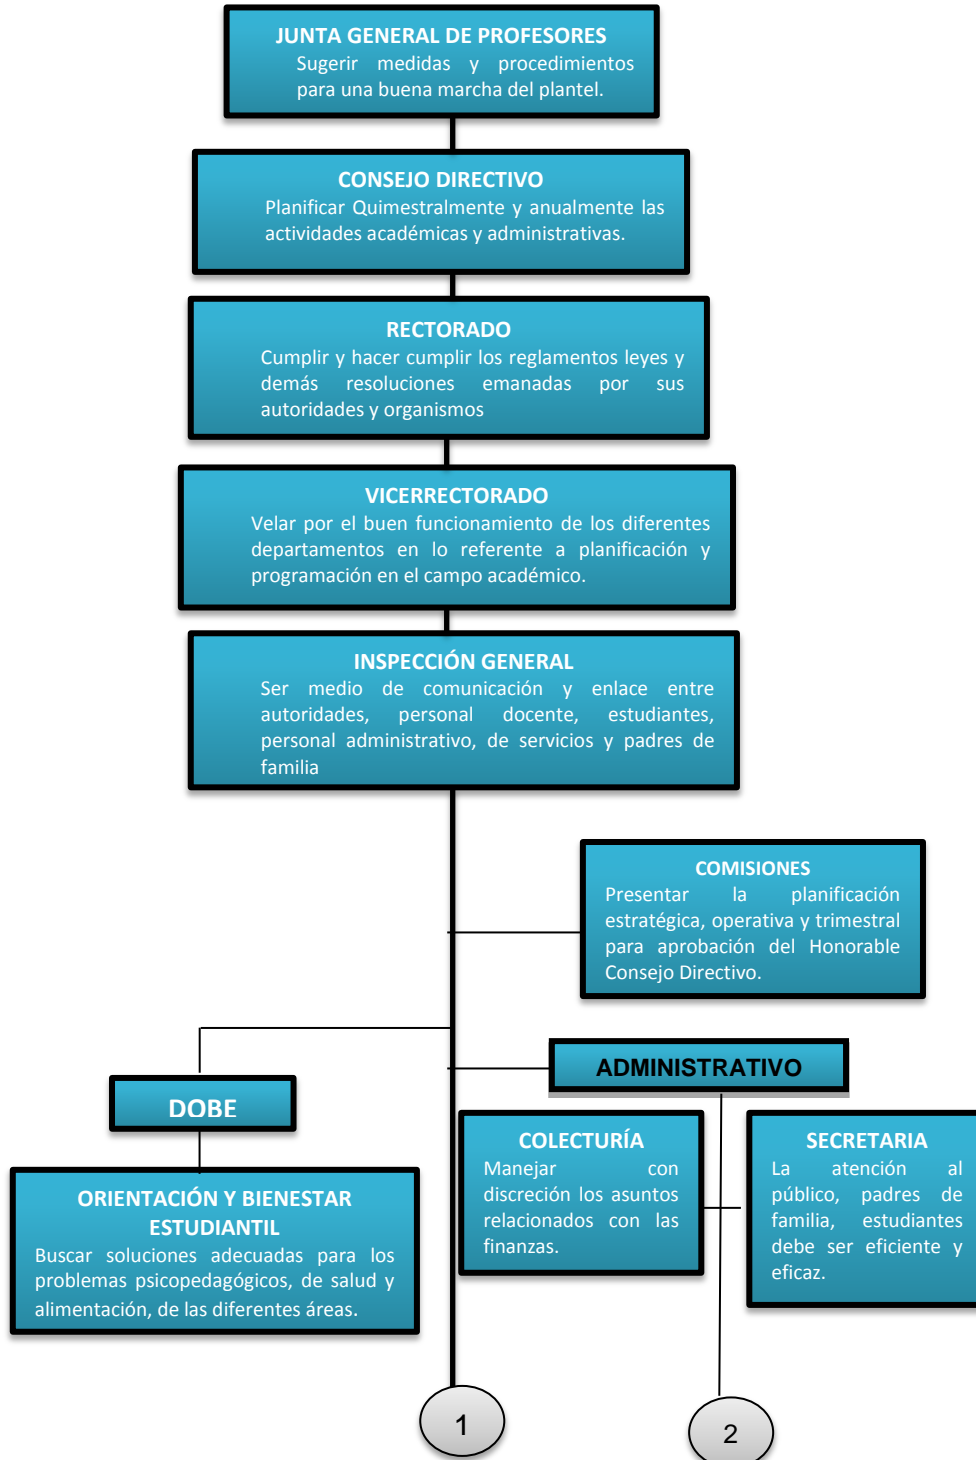 JUNTA GENERAL DE PROFESORES
Sugerir medidas y procedimientos
para una buena marcha del plantel.
CONSEJO DIRECTIVO
Planificar Quimestralmente y anualmente las
actividades académicas y administrativas.
RECTORADO
Cumplir y hacer cumplir los reglamentos leyes y
demás resoluciones emanadas por sus
autoridades y organismos
VICERRECTORADO
Velar por el buen funcionamiento de los diferentes
departamentos en lo referente a planificación y
programación en el campo académico.
INSPECCIÓN GENERAL
Ser medio de comunicación y enlace entre
autoridades, personal docente, estudiantes,
personal administrativo, de servicios y padres de
familia
COMISIONES
Presentar la planificación
estratégica, operativa y trimestral
para aprobación del Honorable
Consejo Directivo.
ADMINISTRATIVO
DOBE
ORIENTACIÓN Y BIENESTAR
ESTUDIANTIL
Buscar soluciones adecuadas para los
problemas psicopedagógicos, de salud y
alimentación, de las diferentes áreas.
COLECTURÍA
Manejar con
discreción los asuntos
relacionados con las
finanzas.
SECRETARIA
La atención al
público, padres de
familia, estudiantes
debe ser eficiente y
eficaz.
1
2